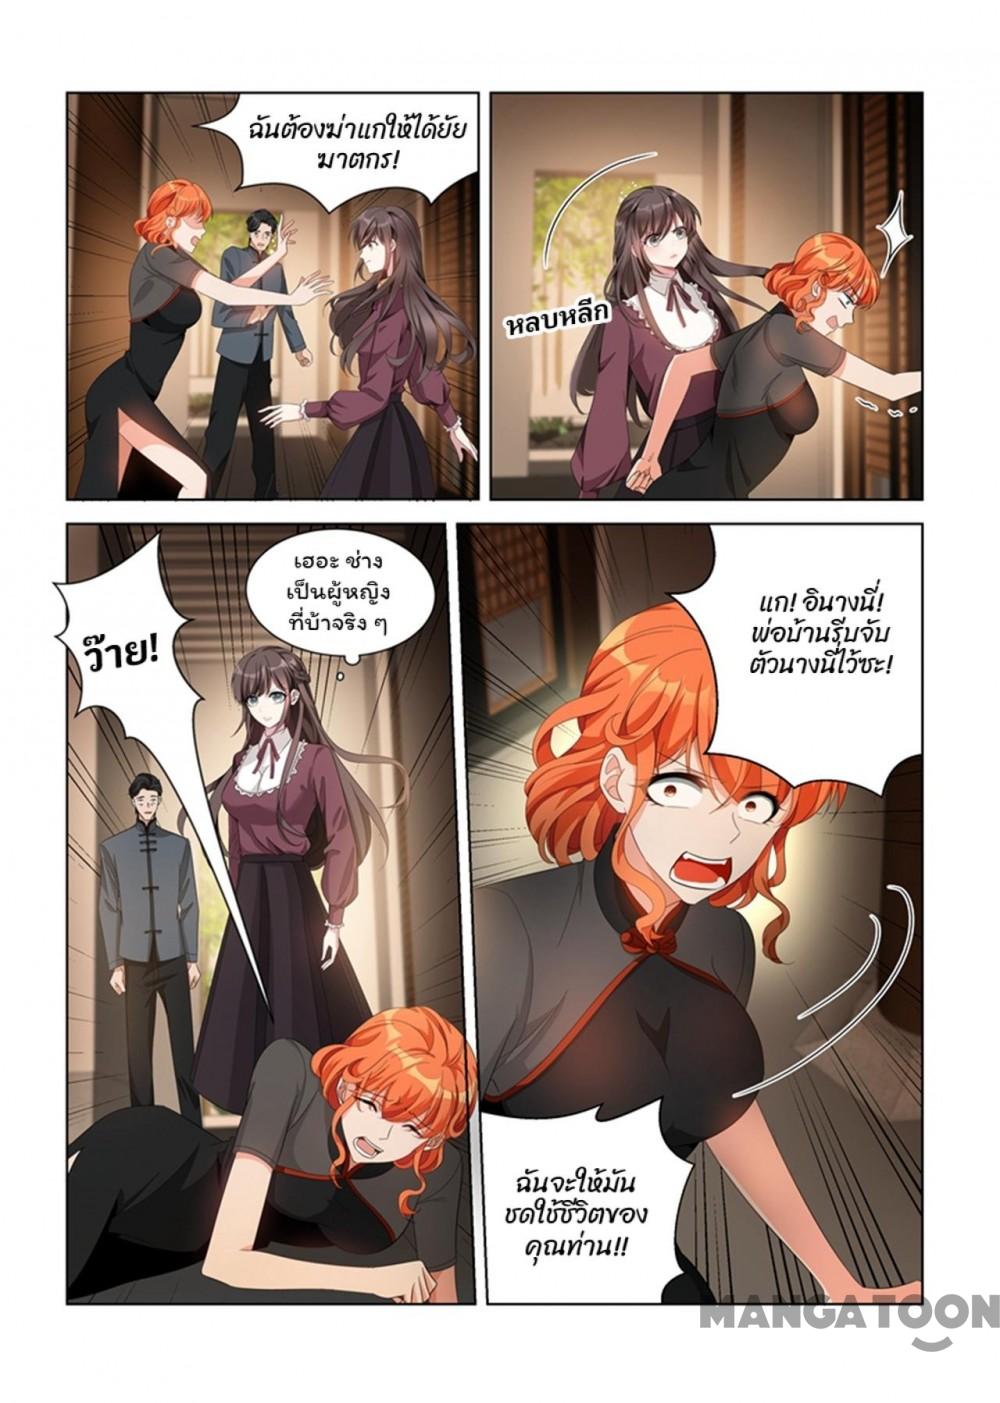 ฉันต้องฆ่าแกให้ได้ยัย
ฆาตกร!
หลบหลีก
ว๊าย!
เฮอะ ช่าง
เป็นผู้หญิง
ที่บ้าจริง ๆ
แก! อีนางนี่!
พ่อบ้านรีบจับ
ตัวนางนี่ไว้ซะ!
ฉันจะให้มัน
ชดใช้ชีวิตของ
คุณท่าน!!
MANGATOON